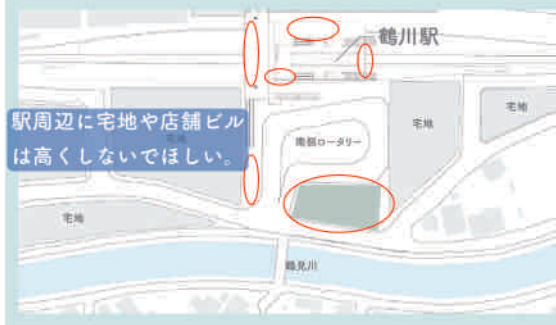 鶴川駅
宅地
駅周辺に宅地や店舗ビル
は高くしないでほしい。
宅地
南側ロータリー
宅地
宅地
鶴見川